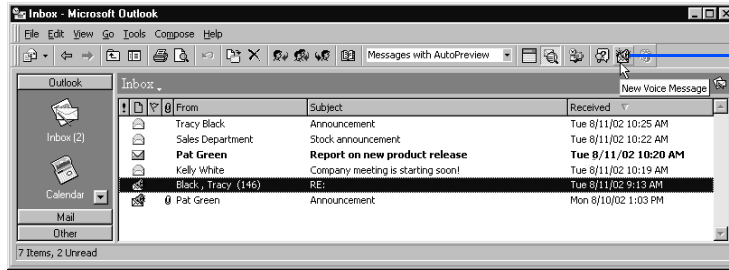 Inbox - Microsoft Outlook
File Edit View Go Tools Compose Help
Messages with AutoPreview
New Voice Message
Outlook
Inbox
! From Subject Received
Tracy Black Announcement Tue 8/11/02 10:25 AM
Sales Department Stock announcement Tue 8/11/02 10:22 AM
Pat Green Report on new product release Tue 8/11/02 10:20 AM
Kelly White Company meeting is starting soon! Tue 8/11/02 10:19 AM
Black , Tracy (146) RE: Tue 8/11/02 9:13 AM
Pat Green Announcement Mon 8/10/02 1:03 PM
Inbox (2)
Calendar
Mail
Other
7 Items, 2 Unread